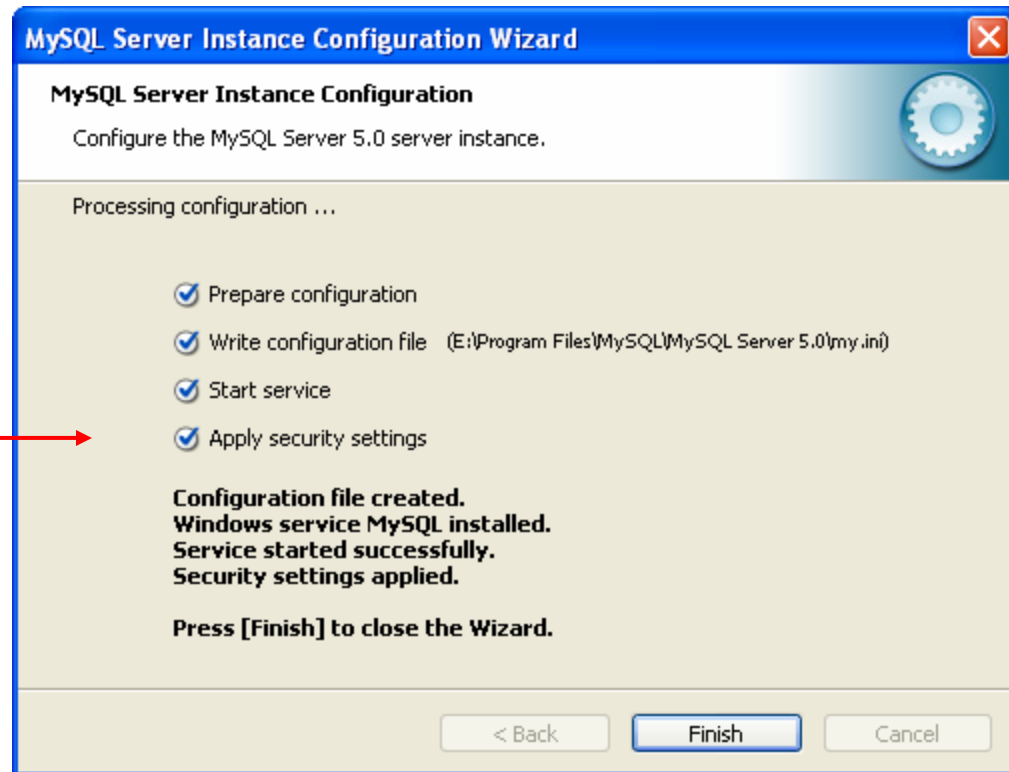 MySQL Server Instance Configuration Wizard
MySQL Server Instance Configuration
Configure the MySQL Server 5.0 server instance.
Processing configuration ...
Prepare configuration
Write configuration file (E:\Program Files\MySQL\MySQL Server 5.0\my.ini)
Start service
Apply security settings
Configuration file created.
Windows service MySQL installed.
Service started successfully.
Security settings applied.
Press [Finish] to close the Wizard.
< Back Finish Cancel